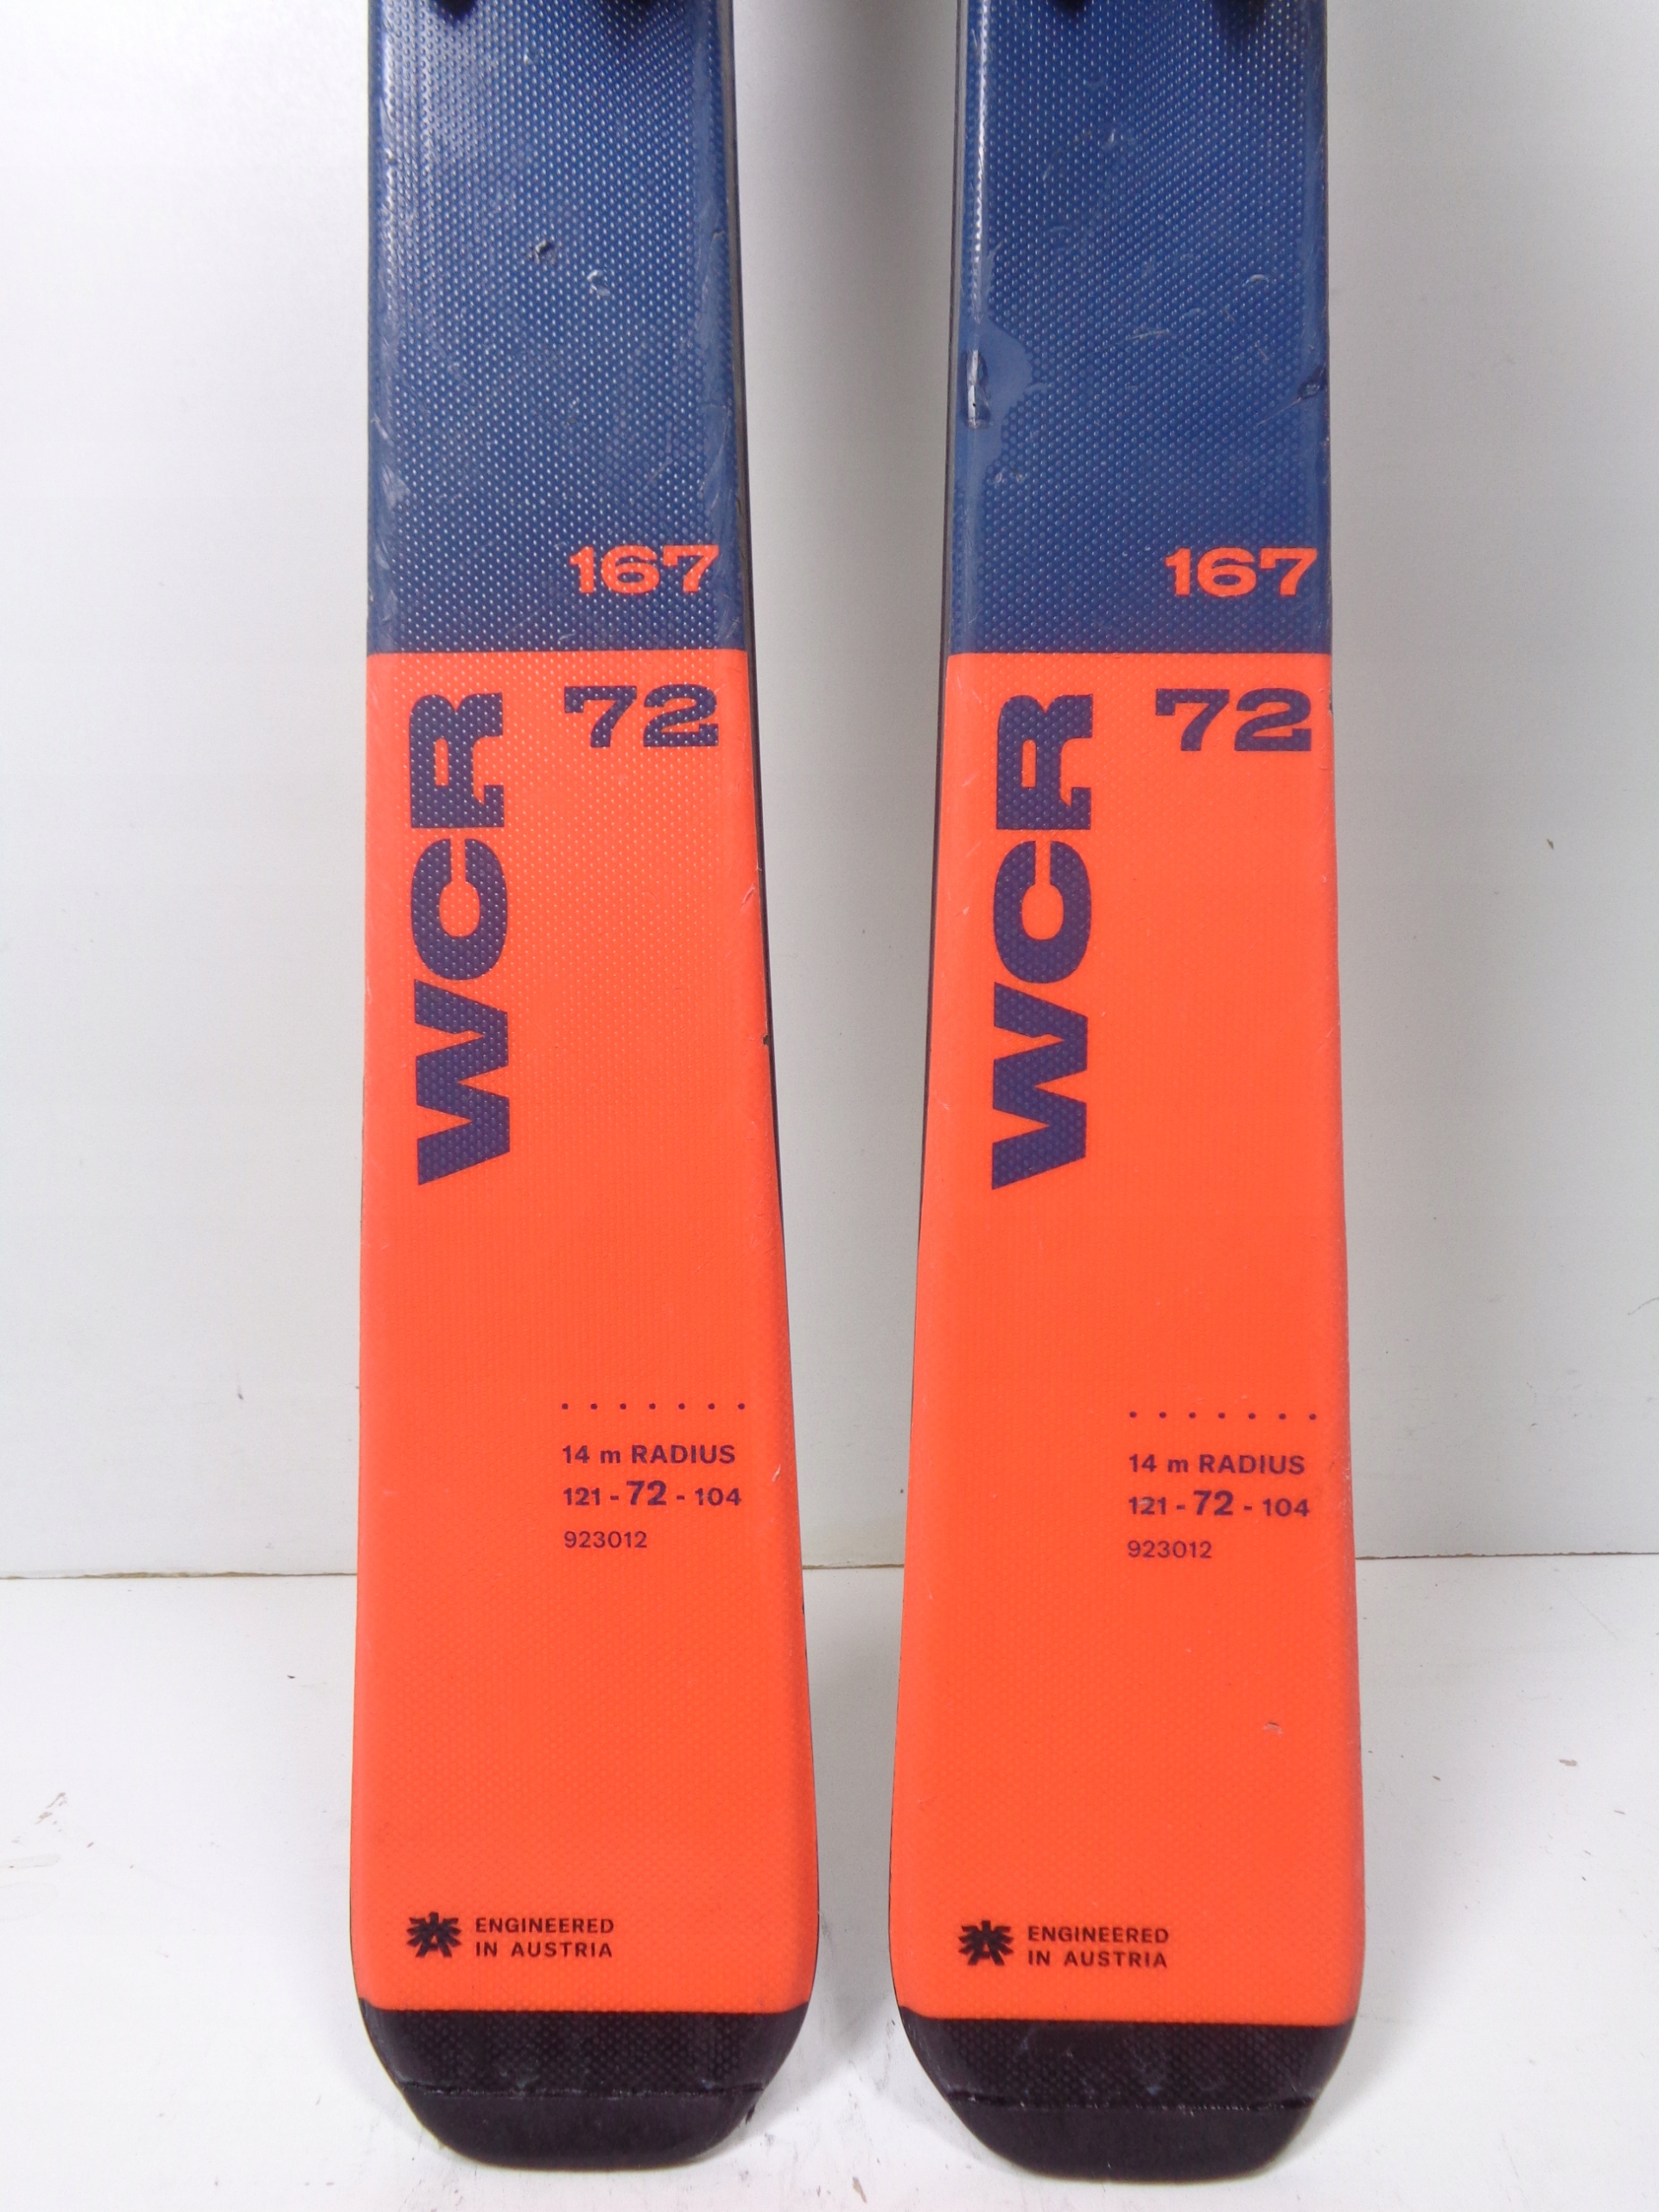 167
72
WCR
14 m RADIUS
121 - 72 - 104
923012
ENGINEERED
IN AUSTRIA
167
72
WCR
14 m RADIUS
121 - 72 - 104
923012
ENGINEERED
IN AUSTRIA